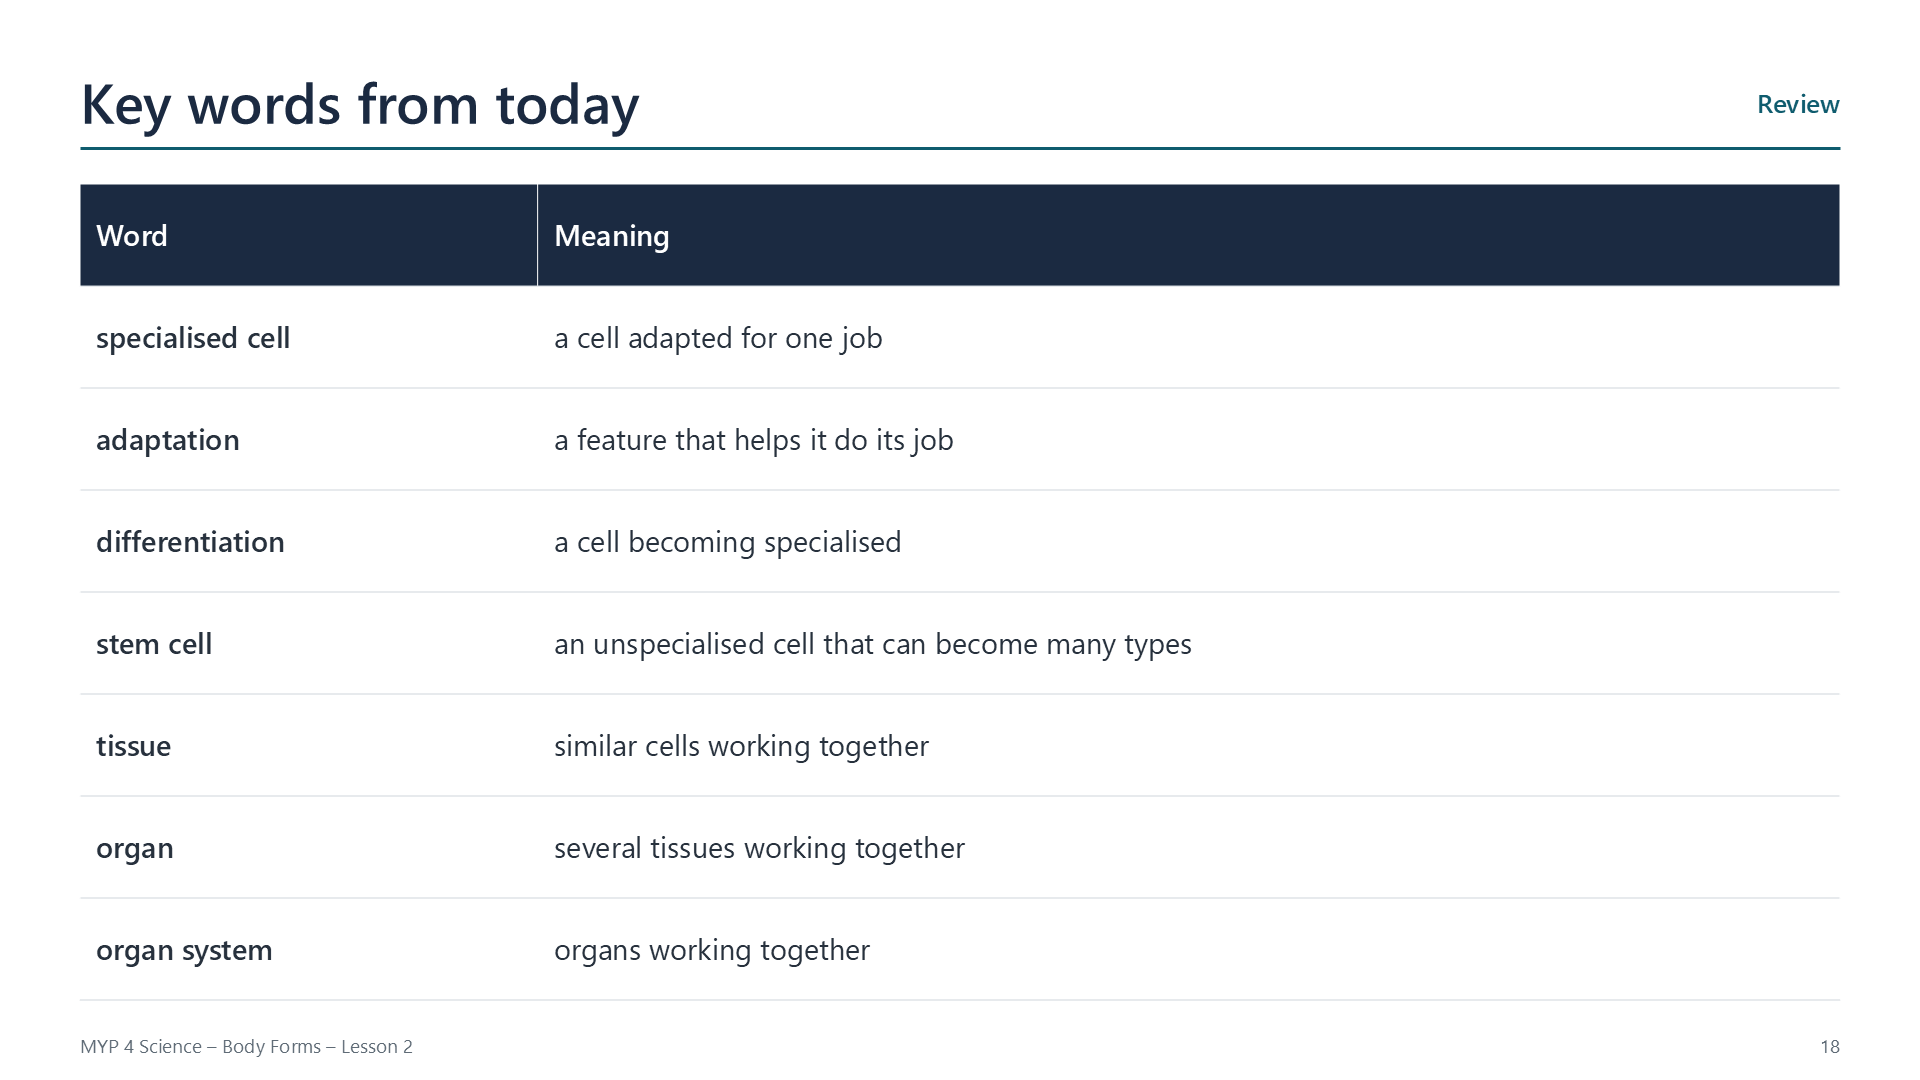 Key words from today
Review
Word Meaning
specialised cell a cell adapted for one job
adaptation a feature that helps it do its job
differentiation a cell becoming specialised
stem cell an unspecialised cell that can become many types
tissue similar cells working together
organ several tissues working together
organ system organs working together
MYP 4 Science – Body Forms – Lesson 2
18